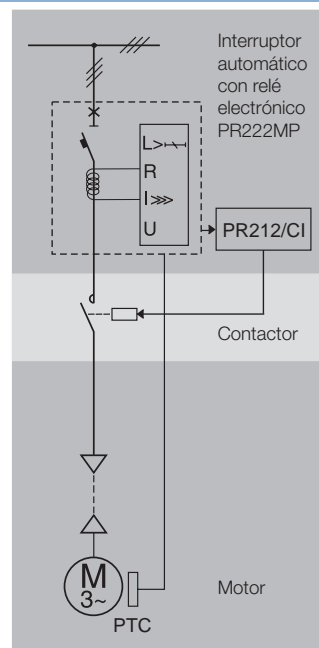 Interruptor
automático
con relé
electrónico
PR222MP
L>
R
I>>>
U
PR212/CI
Contactor
M
3~
PTC
Motor